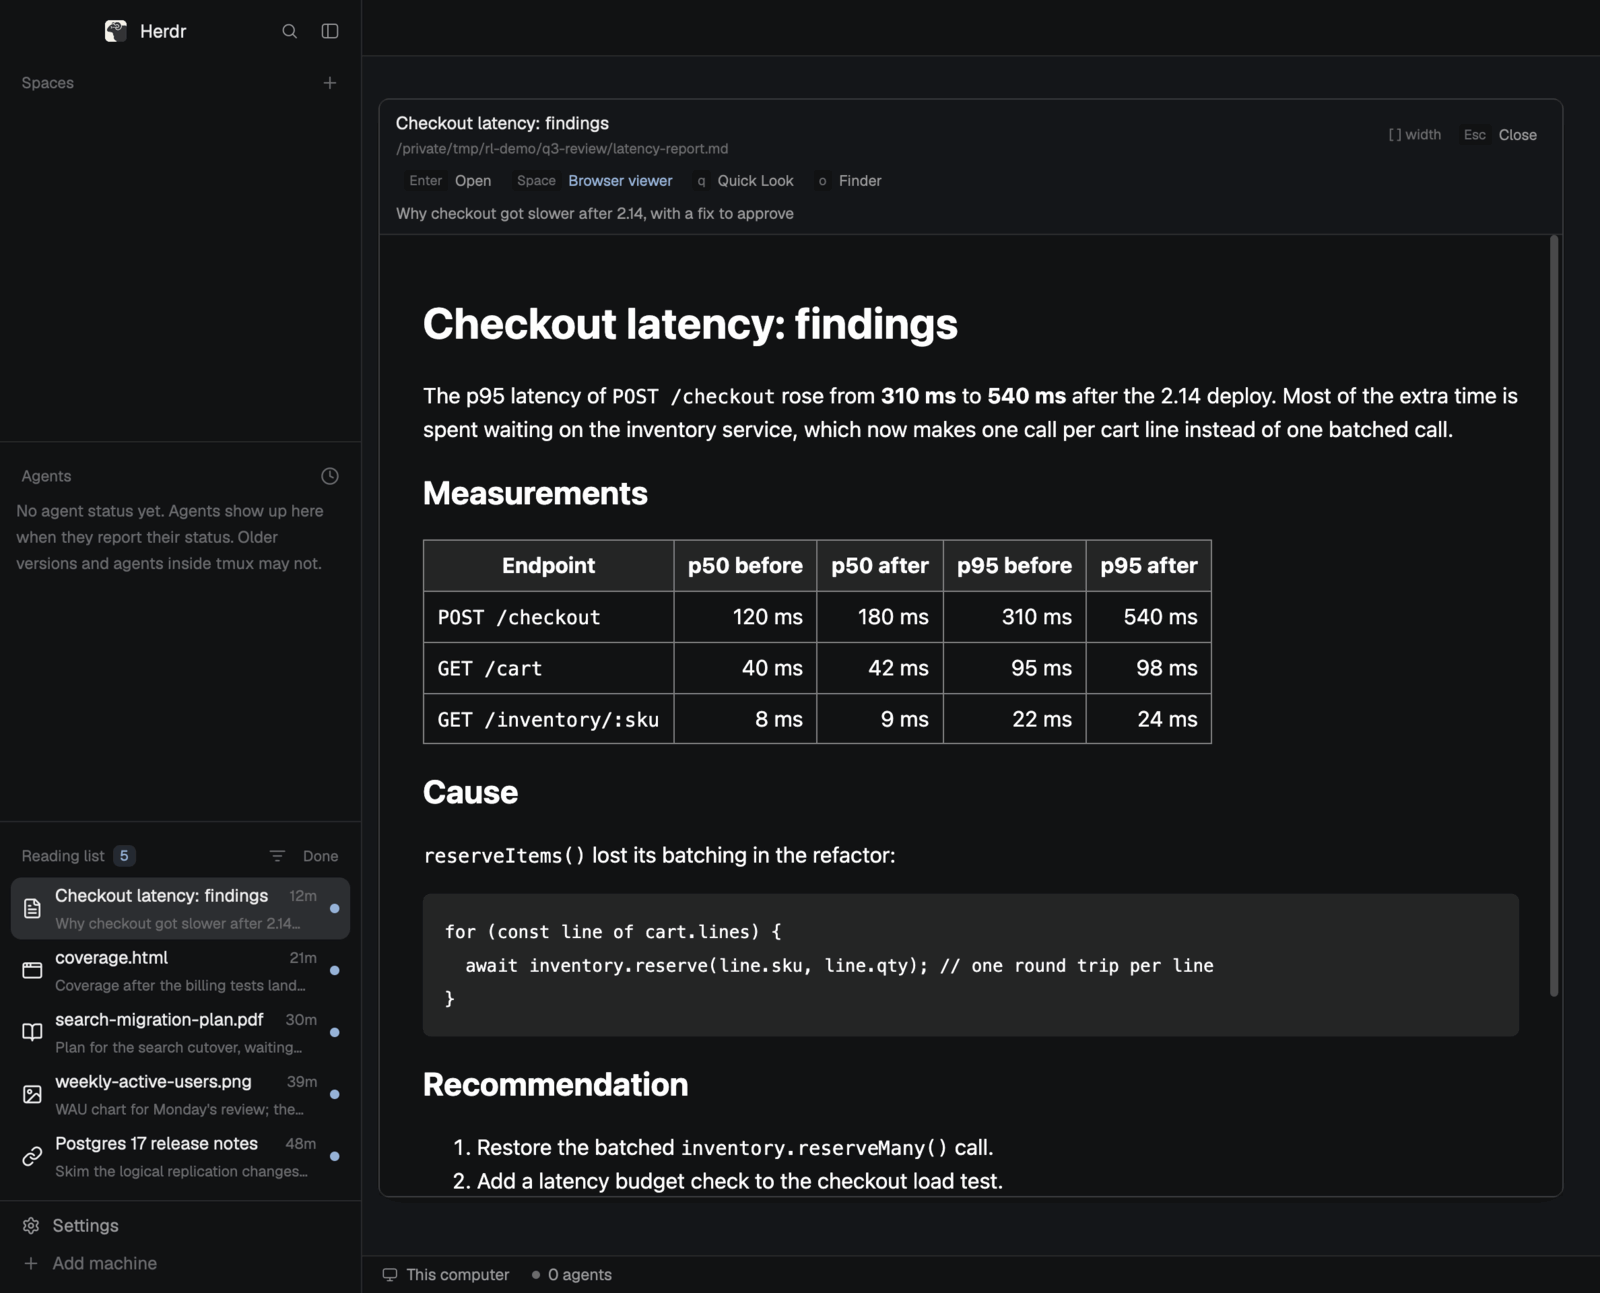 Herdr
Spaces
Agents
No agent status yet. Agents show up here
when they report their status. Older
versions and agents inside tmux may not.
Reading list 5 Done
Checkout latency: findings 12m
Why checkout got slower after 2.14...
coverage.html 21m
Coverage after the billing tests land...
search-migration-plan.pdf 30m
Plan for the search cutover, waiting...
weekly-active-users.png 39m
WAU chart for Monday's review; the...
Postgres 17 release notes 48m
Skim the logical replication changes...
Settings
Add machine
Checkout latency: findings
[ ] width Esc Close
/private/tmp/rl-demo/q3-review/latency-report.md
Enter Open Space Browser viewer q Quick Look o Finder
Why checkout got slower after 2.14, with a fix to approve
Checkout latency: findings
The p95 latency of POST /checkout rose from 310 ms to 540 ms after the 2.14 deploy. Most of the extra time is
spent waiting on the inventory service, which now makes one call per cart line instead of one batched call.
Measurements
Endpoint p50 before p50 after p95 before p95 after
POST /checkout 120 ms 180 ms 310 ms 540 ms
GET /cart 40 ms 42 ms 95 ms 98 ms
GET /inventory/:sku 8 ms 9 ms 22 ms 24 ms
Cause
reserveItems() lost its batching in the refactor:
for (const line of cart.lines) {
  await inventory.reserve(line.sku, line.qty); // one round trip per line
}
Recommendation
1. Restore the batched inventory.reserveMany() call.
2. Add a latency budget check to the checkout load test.
This computer 0 agents